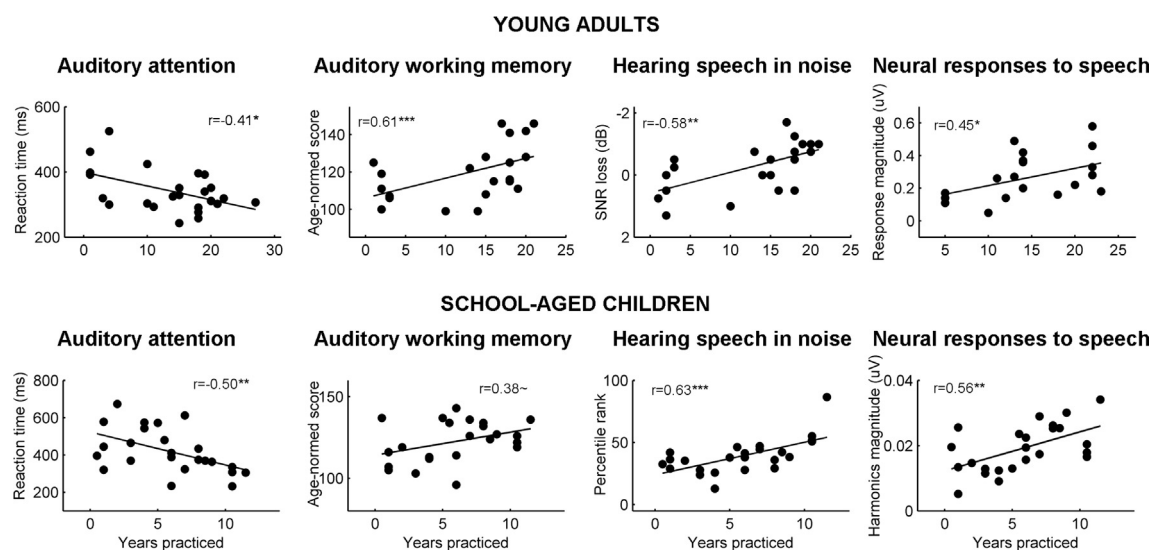 YOUNG ADULTS
Auditory attention
Auditory working memory
Hearing speech in noise
Neural responses to speech
Reaction time (ms)
600
400
200
r=-0.41*
0
10
20
30
Age-normed score
140
120
100
r=0.61***
0
5
10
15
20
25
SNR loss (dB)
-2
0
2
r=-0.58**
0
5
10
15
20
25
Response magnitude (uV)
0.6
0.4
0.2
0
r=0.45*
5
10
15
20
25
SCHOOL-AGED CHILDREN
Auditory attention
Auditory working memory
Hearing speech in noise
Neural responses to speech
Reaction time (ms)
800
600
400
200
r=-0.50**
0
5
10
Years practiced
Age-normed score
150
100
r=0.38~
0
5
10
Years practiced
Percentile rank
100
50
0
r=0.63***
0
5
10
Years practiced
Harmonics magnitude (uV)
0.04
0.02
0
r=0.56**
0
5
10
Years practiced